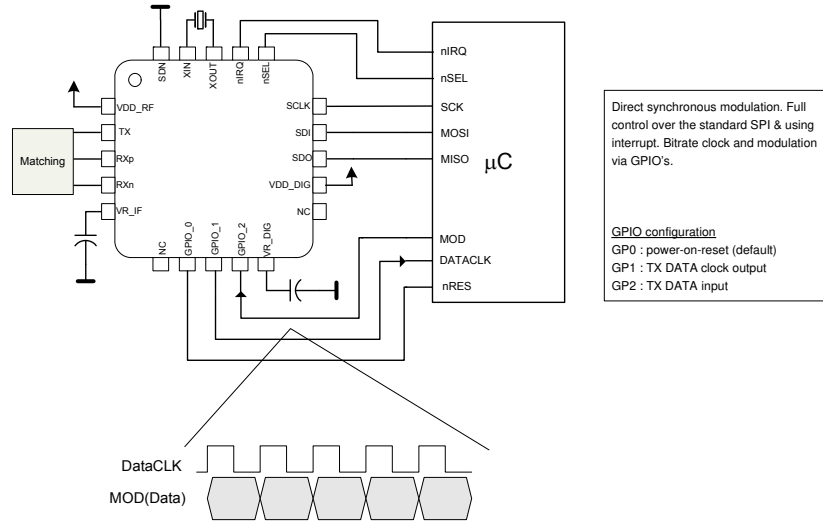 SDN
XIN
XOUT
nIRQ
nSEL
VDD_RF
TX
RXp
RXn
VR_IF
SCLK
SDI
SDO
VDD_DIG
NC
NC
GPIO_0
GPIO_1
GPIO_2
VR_DIG
Matching
nIRQ
nSEL
SCK
MOSI
MISO
μC
MOD
DATACLK
nRES
Direct synchronous modulation. Full
control over the standard SPI & using
interrupt. Bitrate clock and modulation
via GPIO's.
GPIO configuration
GP0 : power-on-reset (default)
GP1 : TX DATA clock output
GP2 : TX DATA input
DataCLK
MOD(Data)